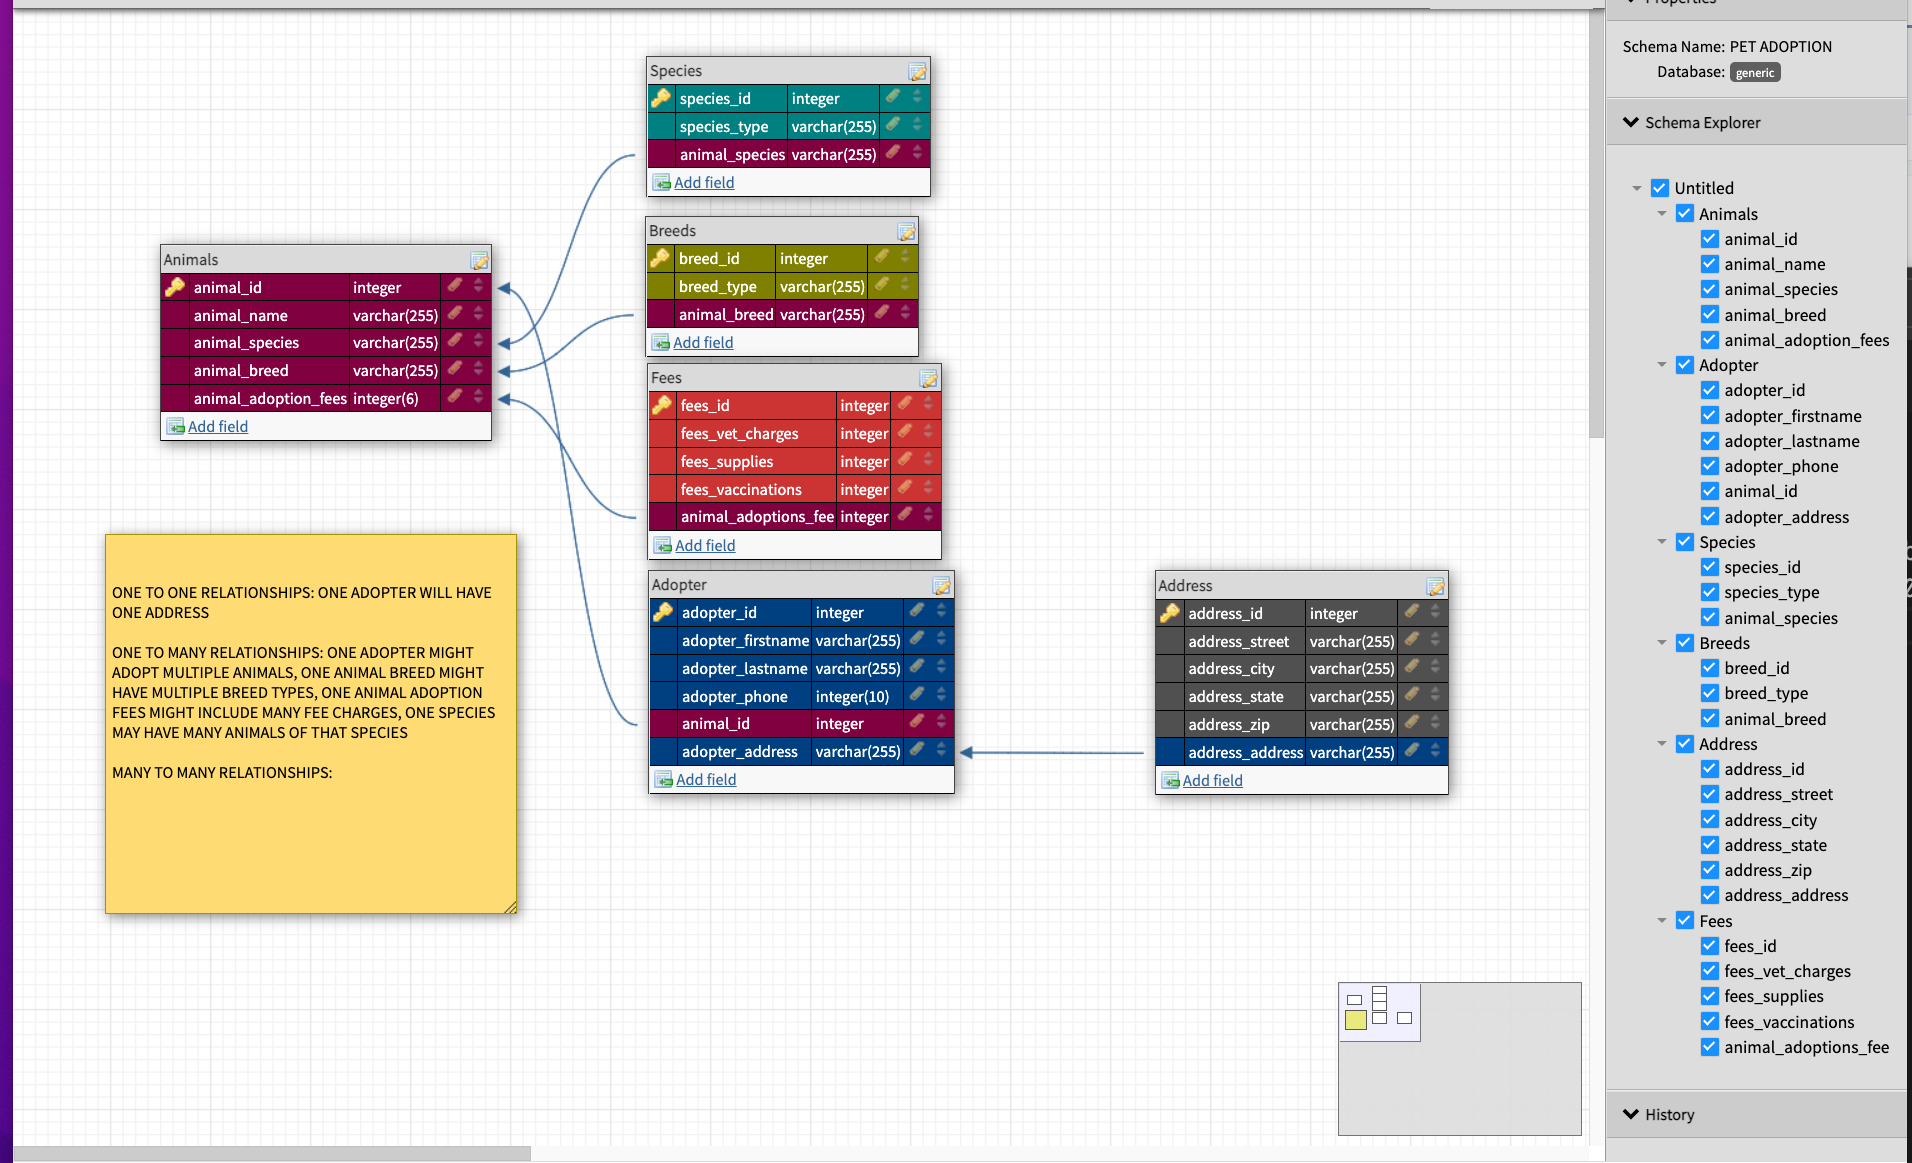 Properties
Schema Name: PET ADOPTION
Database: generic
Schema Explorer
Untitled
Animals
animal_id
animal_name
animal_species
animal_breed
animal_adoption_fees
Adopter
adopter_id
adopter_firstname
adopter_lastname
adopter_phone
animal_id
adopter_address
Species
species_id
species_type
animal_species
Breeds
breed_id
breed_type
animal_breed
Address
address_id
address_street
address_city
address_state
address_zip
address_address
Fees
fees_id
fees_vet_charges
fees_supplies
fees_vaccinations
animal_adoptions_fee
History
Species
species_id integer
species_type varchar(255)
animal_species varchar(255)
Add field
Breeds
breed_id integer
breed_type varchar(255)
animal_breed varchar(255)
Add field
Animals
animal_id integer
animal_name varchar(255)
animal_species varchar(255)
animal_breed varchar(255)
animal_adoption_fees integer(6)
Add field
Fees
fees_id integer
fees_vet_charges integer
fees_supplies integer
fees_vaccinations integer
animal_adoptions_fee integer
Add field
Adopter
adopter_id integer
adopter_firstname varchar(255)
adopter_lastname varchar(255)
adopter_phone integer(10)
animal_id integer
adopter_address varchar(255)
Add field
Address
address_id integer
address_street varchar(255)
address_city varchar(255)
address_state varchar(255)
address_zip varchar(255)
address_address varchar(255)
Add field
ONE TO ONE RELATIONSHIPS: ONE ADOPTER WILL HAVE
ONE ADDRESS
ONE TO MANY RELATIONSHIPS: ONE ADOPTER MIGHT
ADOPT MULTIPLE ANIMALS, ONE ANIMAL BREED MIGHT
HAVE MULTIPLE BREED TYPES, ONE ANIMAL ADOPTION
FEES MIGHT INCLUDE MANY FEE CHARGES, ONE SPECIES
MAY HAVE MANY ANIMALS OF THAT SPECIES
MANY TO MANY RELATIONSHIPS: